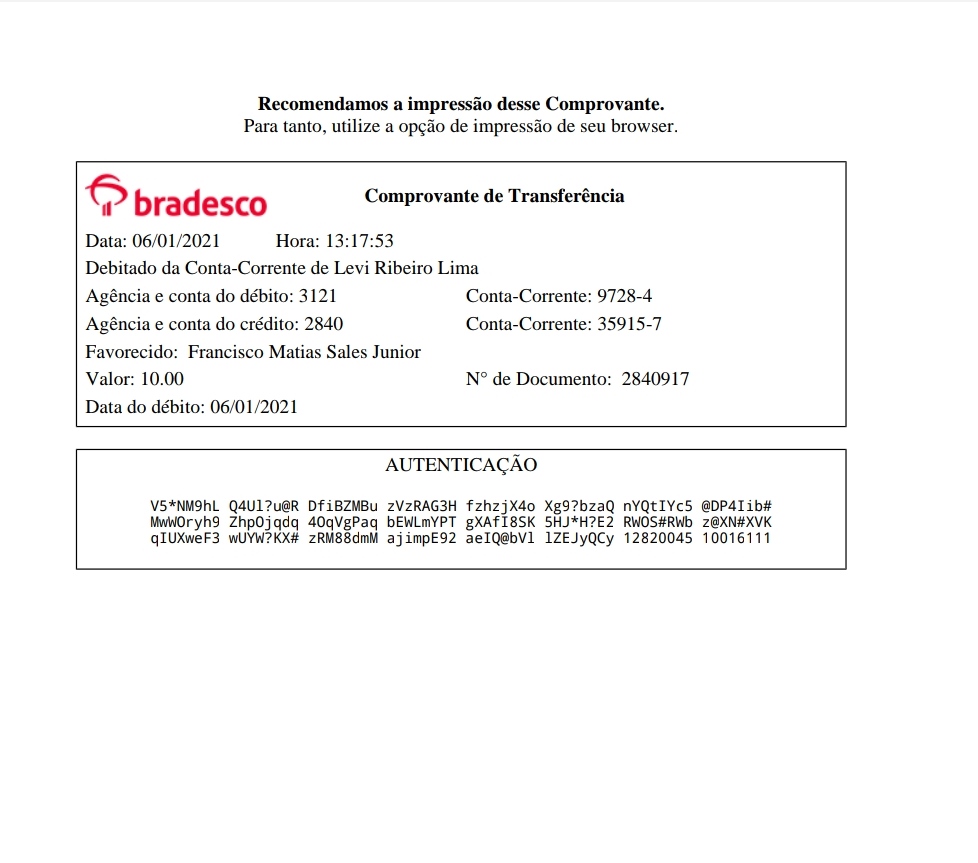 Recomendamos a impressão desse Comprovante.
Para tanto, utilize a opção de impressão de seu browser.
bradesco
Comprovante de Transferência
Data: 06/01/2021 Hora: 13:17:53
Debitado da Conta-Corrente de Levi Ribeiro Lima
Agência e conta do débito: 3121 Conta-Corrente: 9728-4
Agência e conta do crédito: 2840 Conta-Corrente: 35915-7
Favorecido: Francisco Matias Sales Junior
Valor: 10.00 N° de Documento: 2840917
Data do débito: 06/01/2021
AUTENTICAÇÃO
V5*NM9hL Q4Ul?u@R DfiBZMBu zVzRAG3H fzhzjX4o Xg9?bzaQ nYQtIYc5 @DP4Iib#
MwWOryh9 ZhpOjqdq 4OqVgPaq bEWLmYPT gXAfI8SK 5HJ*H?E2 RWOS#RWb z@XN#XVK
qIUXweF3 wUYW?KX# zRM88dmM ajimpE92 aeIQ@bVl lZEJyQCy 12820045 10016111